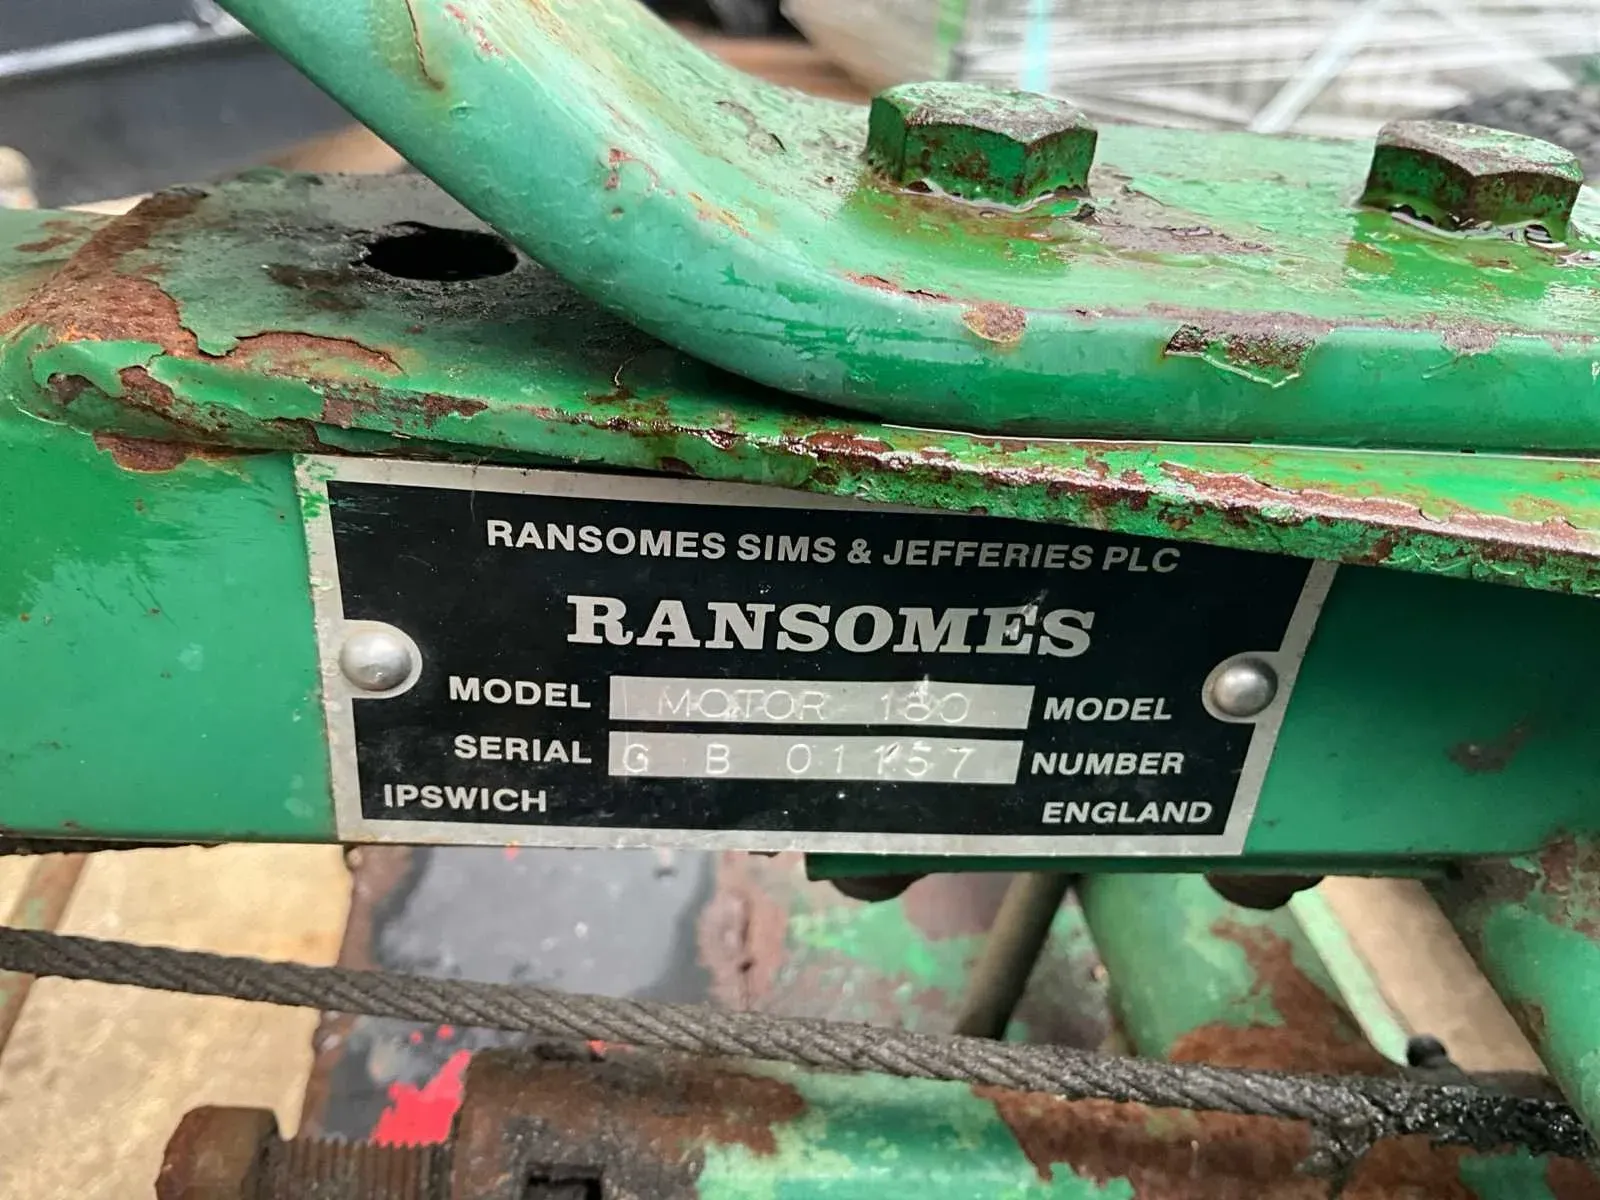 RANSOMES SIMS & JEFFERIES PLC
RANSOMES
MODEL MOTOR 180 MODEL
SERIAL G B 01157 NUMBER
IPSWICH ENGLAND